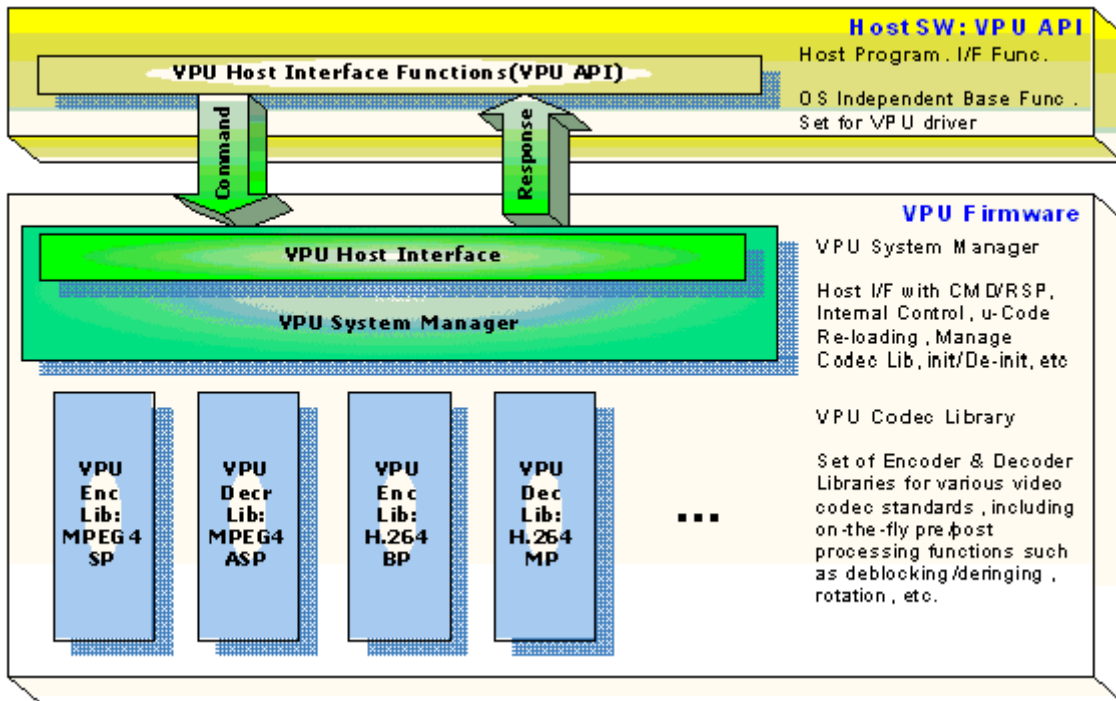 Host SW: VPU API
VPU Host Interface Functions(VPU API)
Host Program. I/F Func.
OS Independent Base Func.
Set for VPU driver
Command
Response
VPU Firmware
VPU Host Interface
VPU System Manager
VPU System Manager
Host I/F with CMD/RSP,
Internal Control, u-Code
Re-loading, Manage
Codec Lib, init/De-init, etc
VPU
Enc
Lib:
MPEG4
SP
VPU
Decr
Lib:
MPEG4
ASP
VPU
Enc
Lib:
H.264
BP
VPU
Dec
Lib:
H.264
MP
...
VPU Codec Library
Set of Encoder & Decoder
Libraries for various video
codec standards, including
on-the-fly pre/post
processing functions such
as deblocking/deringing,
rotation, etc.